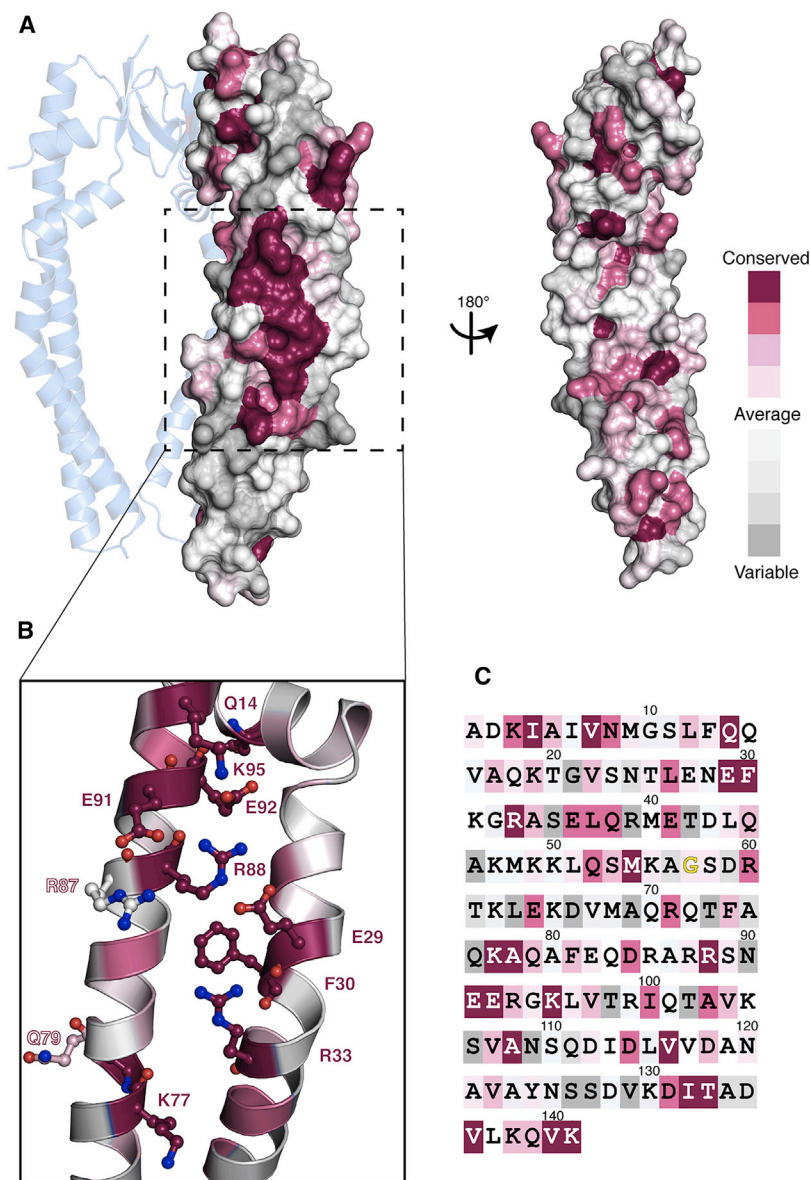 A
180°
Conserved
Average
Variable
B
Q14
K95
E91
E92
R87
R88
E29
F30
Q79
R33
K77
C
10
ADKIAIVNMGSLFQQ
20 30
VAQKTGVSNTLENEF
40
KGRASELQRMETDLQ
50 60
AKMKKLQSMKAGSDR
70
TKLEKDVMAQRQTFA
80 90
QKAQAFEQDRARRSN
100
EERGKLVTRIQTAVK
110 120
SVANSQDIDLVVDAN
130
AVAYNSSDVKDITAD
140
VLKQVK